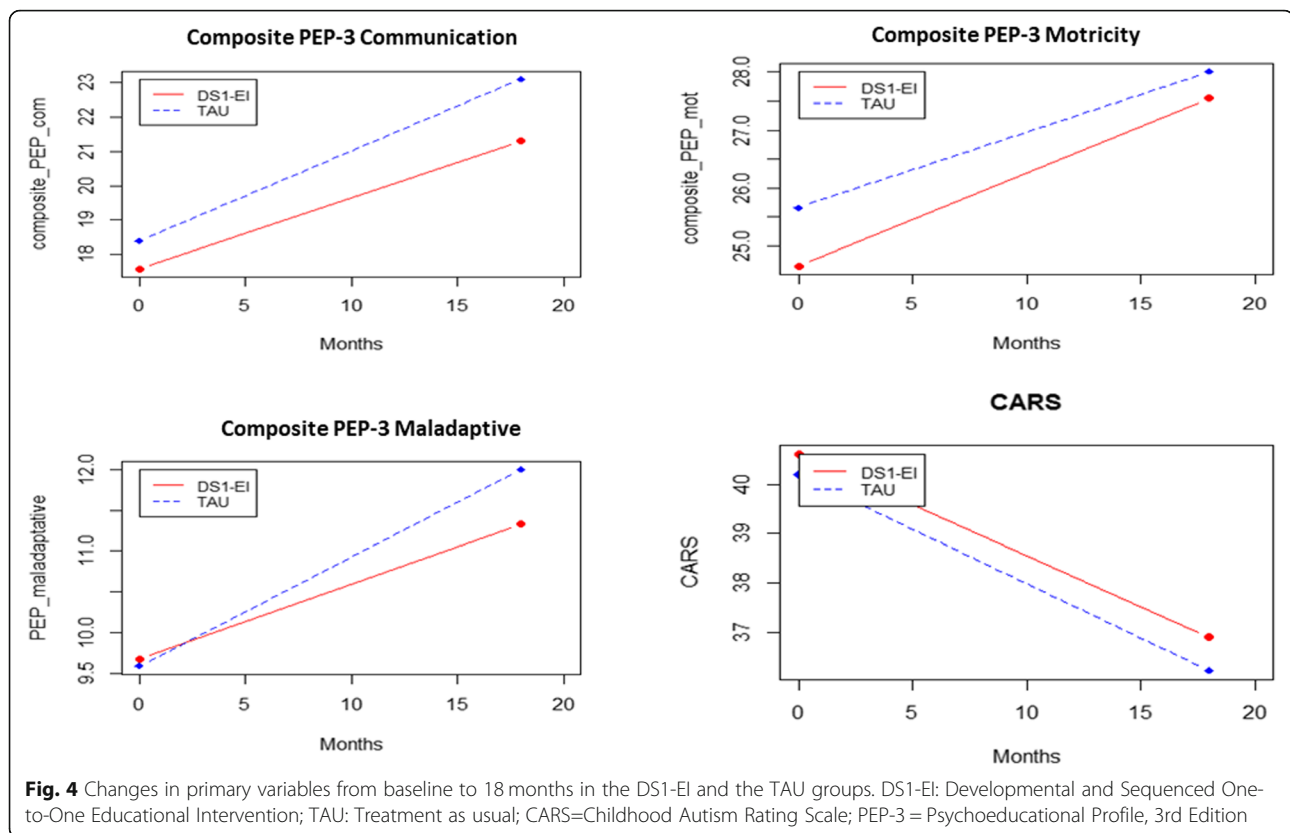 Composite PEP-3 Communication
composite_PEP_com
18 19 20 21 22 23
DS1-EI
TAU
0 5 10 15 20
Months
Composite PEP-3 Motricity
composite_PEP_mot
25.0 26.0 27.0 28.0
DS1-EI
TAU
0 5 10 15 20
Months
Composite PEP-3 Maladaptive
PEP_maladaptative
9.5 10.0 11.0 12.0
DS1-EI
TAU
0 5 10 15 20
Months
CARS
CARS
37 38 39 40
DS1-EI
TAU
0 5 10 15 20
Months
Fig. 4 Changes in primary variables from baseline to 18 months in the DS1-EI and the TAU groups. DS1-EI: Developmental and Sequenced One-
to-One Educational Intervention; TAU: Treatment as usual; CARS=Childhood Autism Rating Scale; PEP-3 = Psychoeducational Profile, 3rd Edition